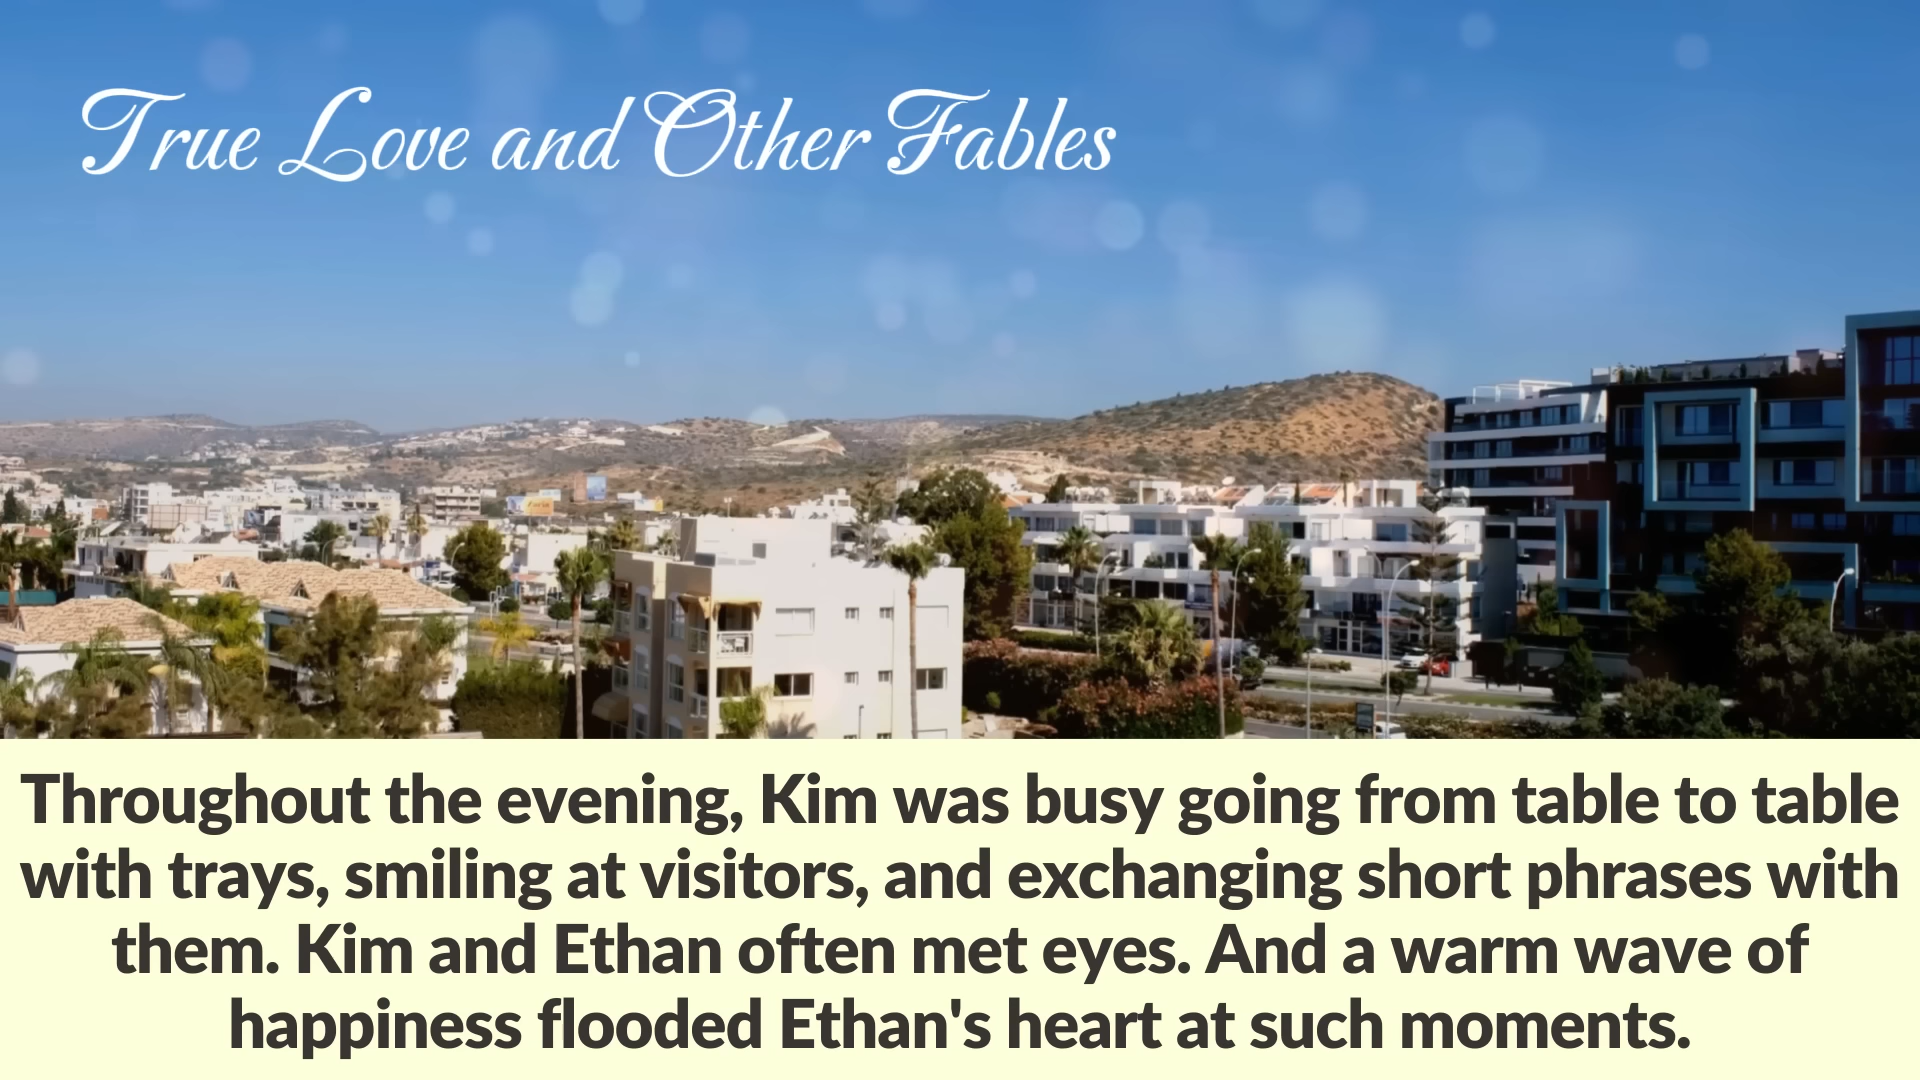 True Love and Other Fables
Throughout the evening, Kim was busy going from table to table
with trays, smiling at visitors, and exchanging short phrases with
them. Kim and Ethan often met eyes. And a warm wave of
happiness flooded Ethan's heart at such moments.